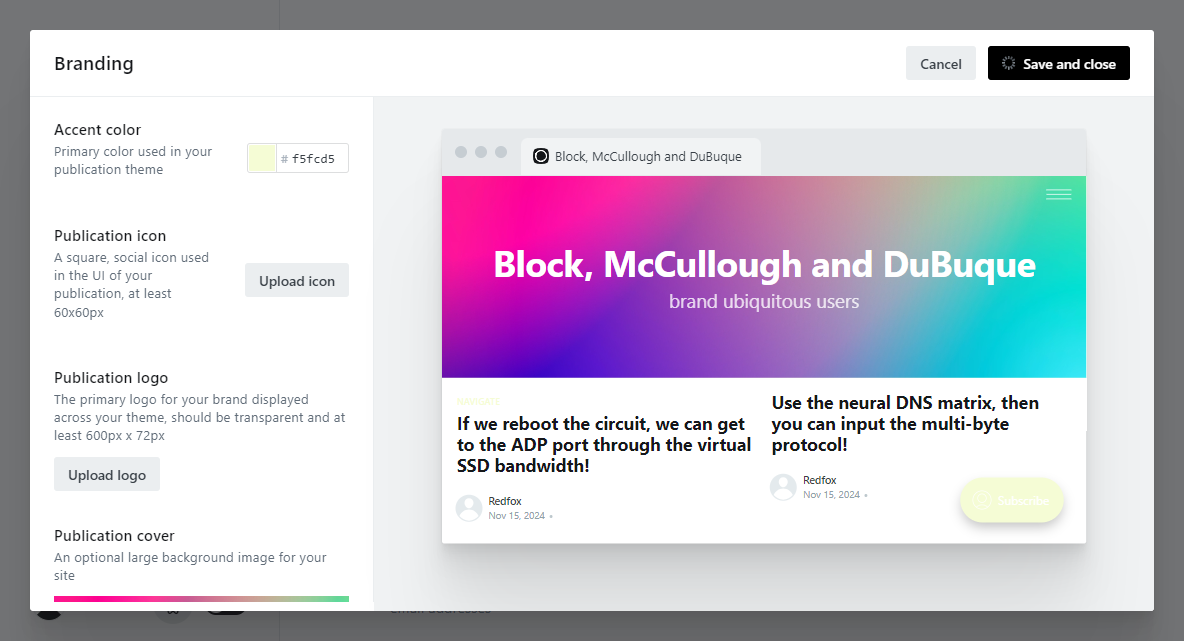 Branding
Cancel
Save and close
Accent color
Primary color used in your
publication theme
# f5fcd5
Publication icon
A square, social icon used
in the UI of your
publication, at least
60x60px
Upload icon
Publication logo
The primary logo for your brand displayed
across your theme, should be transparent and at
least 600px x 72px
Upload logo
Publication cover
An optional large background image for your
site
Block, McCullough and DuBuque
Block, McCullough and DuBuque
brand ubiquitous users
NAVIGATE
If we reboot the circuit, we can get
to the ADP port through the virtual
SSD bandwidth!
Redfox
Nov 15, 2024
Use the neural DNS matrix, then
you can input the multi-byte
protocol!
Redfox
Nov 15, 2024
Subscribe